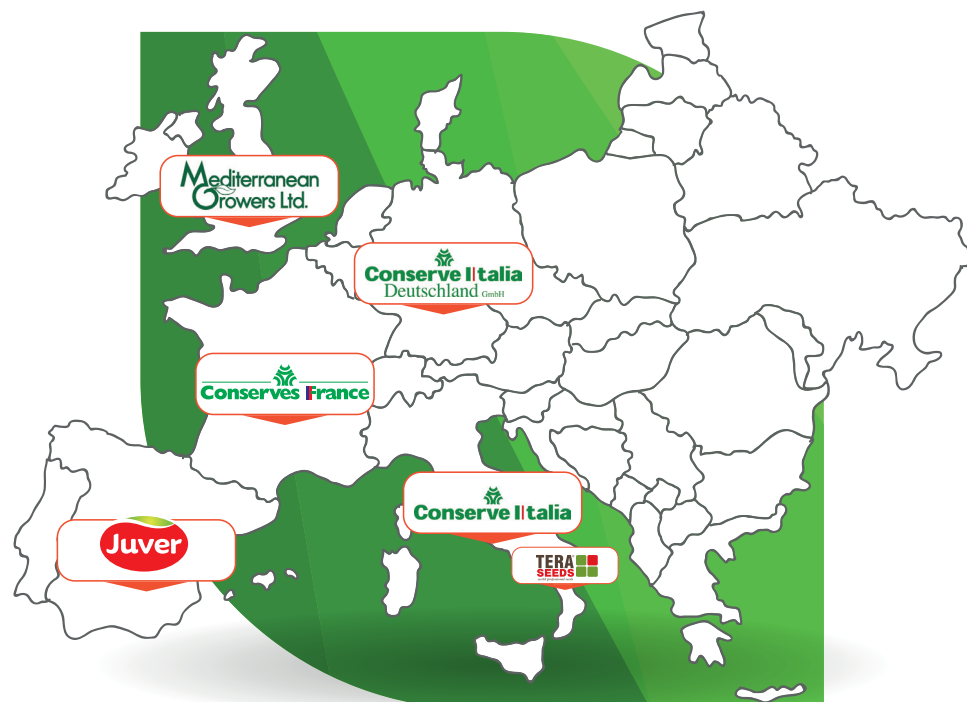 Mediterranean
Growers Ltd.
Conserve Italia
Deutschland GmbH
Conserves France
Conserve Italia
Juver
TERA
SEEDS